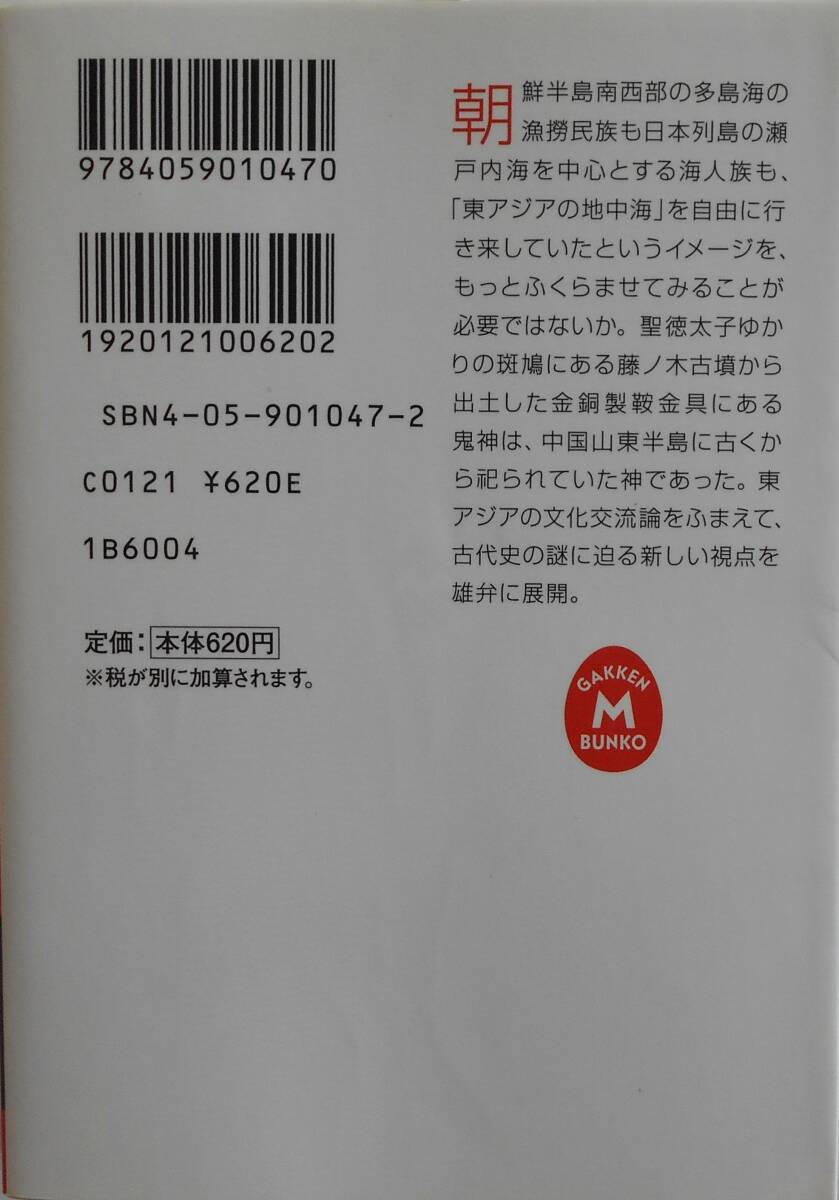 9784059010470
1920121006202
SBN4-05-901047-2
C0121 ¥620E
1B6004
定価：本体620円
※税が別に加算されます。
朝鮮半島南西部の多島海の
漁撈民族も日本列島の瀬
戸内海を中心とする海人族も、
「東アジアの地中海」を自由に行
き来していたというイメージを、
もっとふくらませてみることが
必要ではないか。聖徳太子ゆか
りの斑鳩にある藤ノ木古墳から
出土した金銅製鞍金具にある
鬼神は、中国山東半島に古くか
ら祀られていた神であった。東
アジアの文化交流論をふまえて、
古代史の謎に迫る新しい視点を
雄弁に展開。
GAKKEN
M
BUNKO